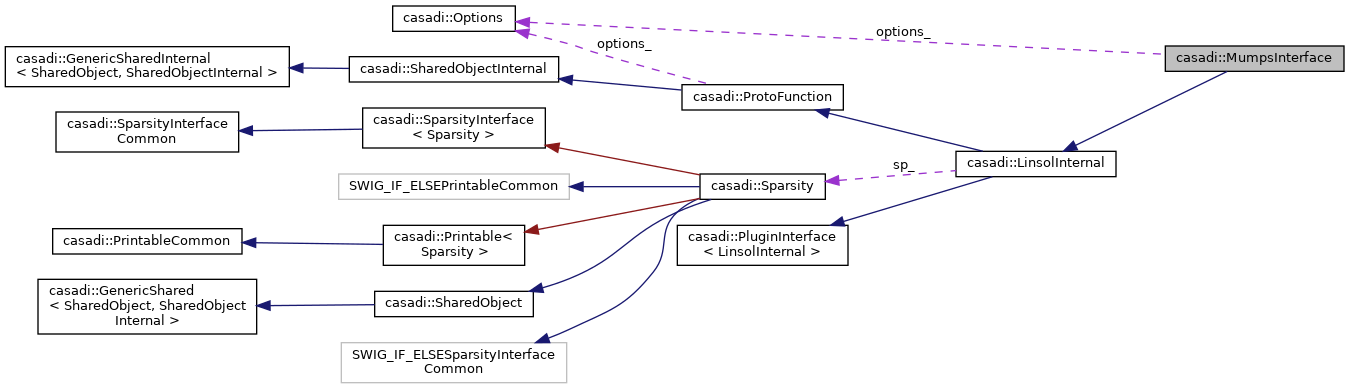 casadi::Options
options_
options_
casadi::MumpsInterface
casadi::GenericSharedInternal
< SharedObject, SharedObjectInternal >
casadi::SharedObjectInternal
casadi::ProtoFunction
casadi::SparsityInterface
Common
casadi::SparsityInterface
< Sparsity >
casadi::LinsolInternal
sp_
SWIG_IF_ELSEPrintableCommon
casadi::Sparsity
casadi::PrintableCommon
casadi::Printable<
Sparsity >
casadi::PluginInterface
< LinsolInternal >
casadi::GenericShared
< SharedObject, SharedObject
Internal >
casadi::SharedObject
SWIG_IF_ELSESparsityInterface
Common